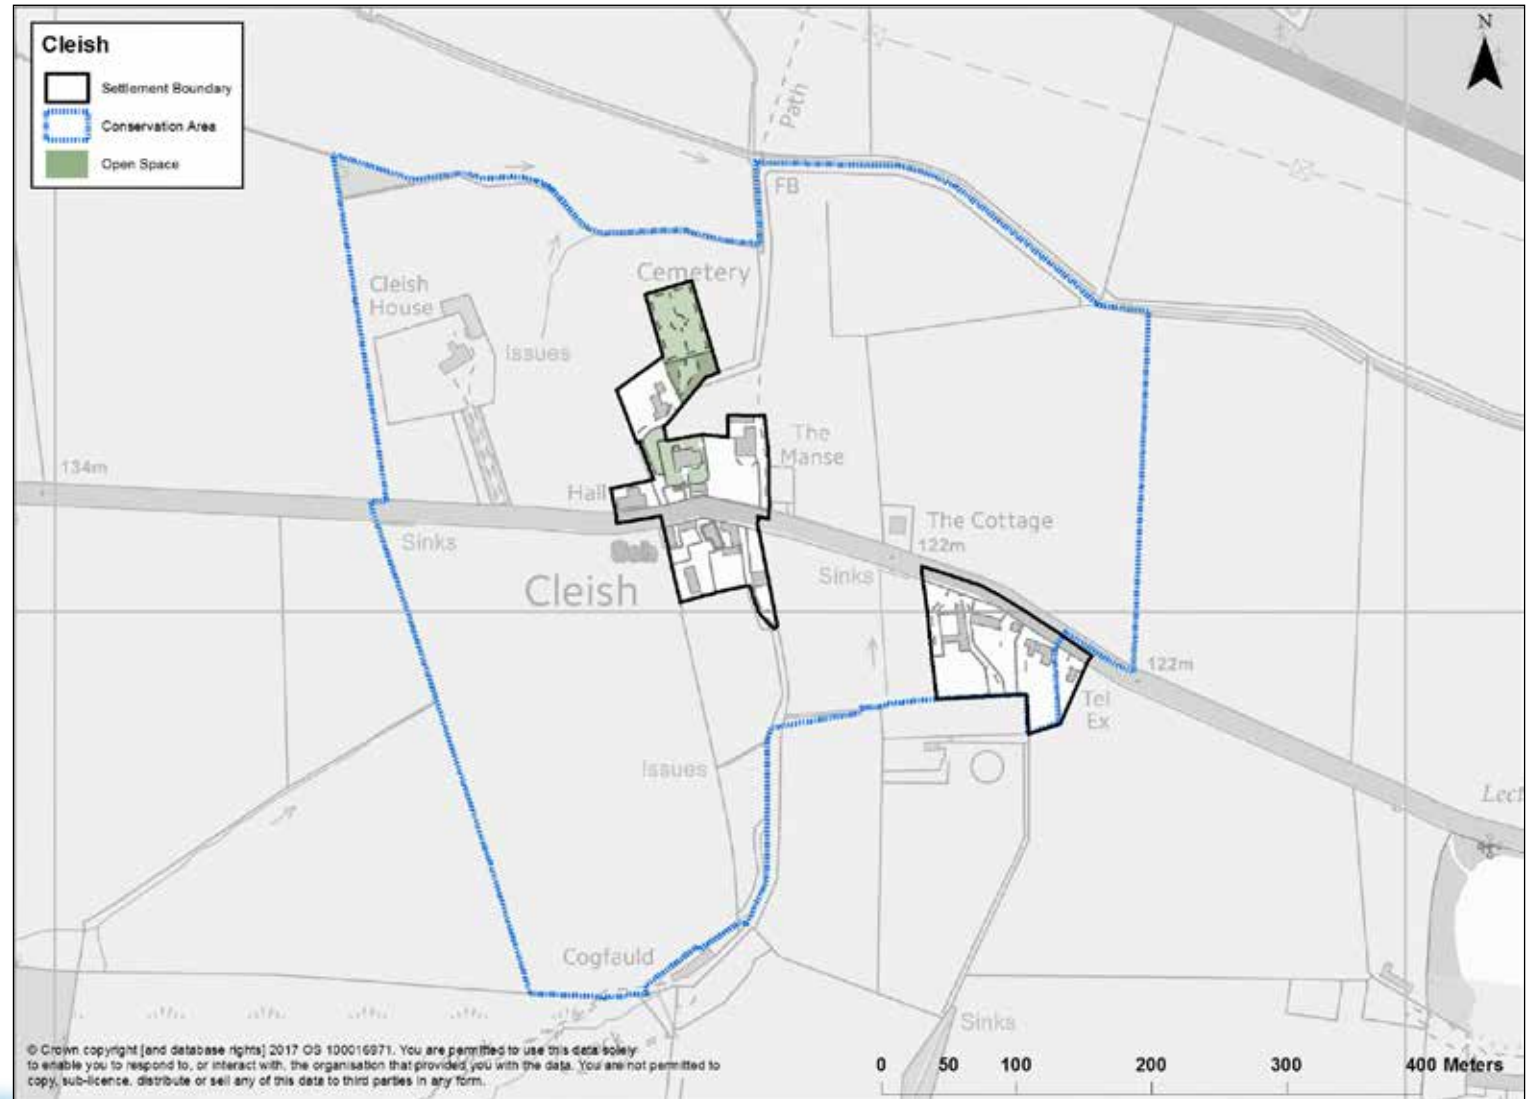 Cleish
Settlement Boundary
Conservation Area
Open Space
N
Path
FB
Cemetery
Cleish
House
Issues
The
Manse
134m
Hall
Sinks
The Cottage
122m
Sinks
Cleish
122m
Tel
Ex
Issues
Cogfauld
Sinks
© Crown copyright [and database rights] 2017 OS 100016971. You are permitted to use this data solely
to enable you to respond to, or interact with, the organisation that provided you with the data. You are not permitted to
copy, sub-licence, distribute or sell any of this data to third parties in any form.
0 50 100 200 300 400 Meters